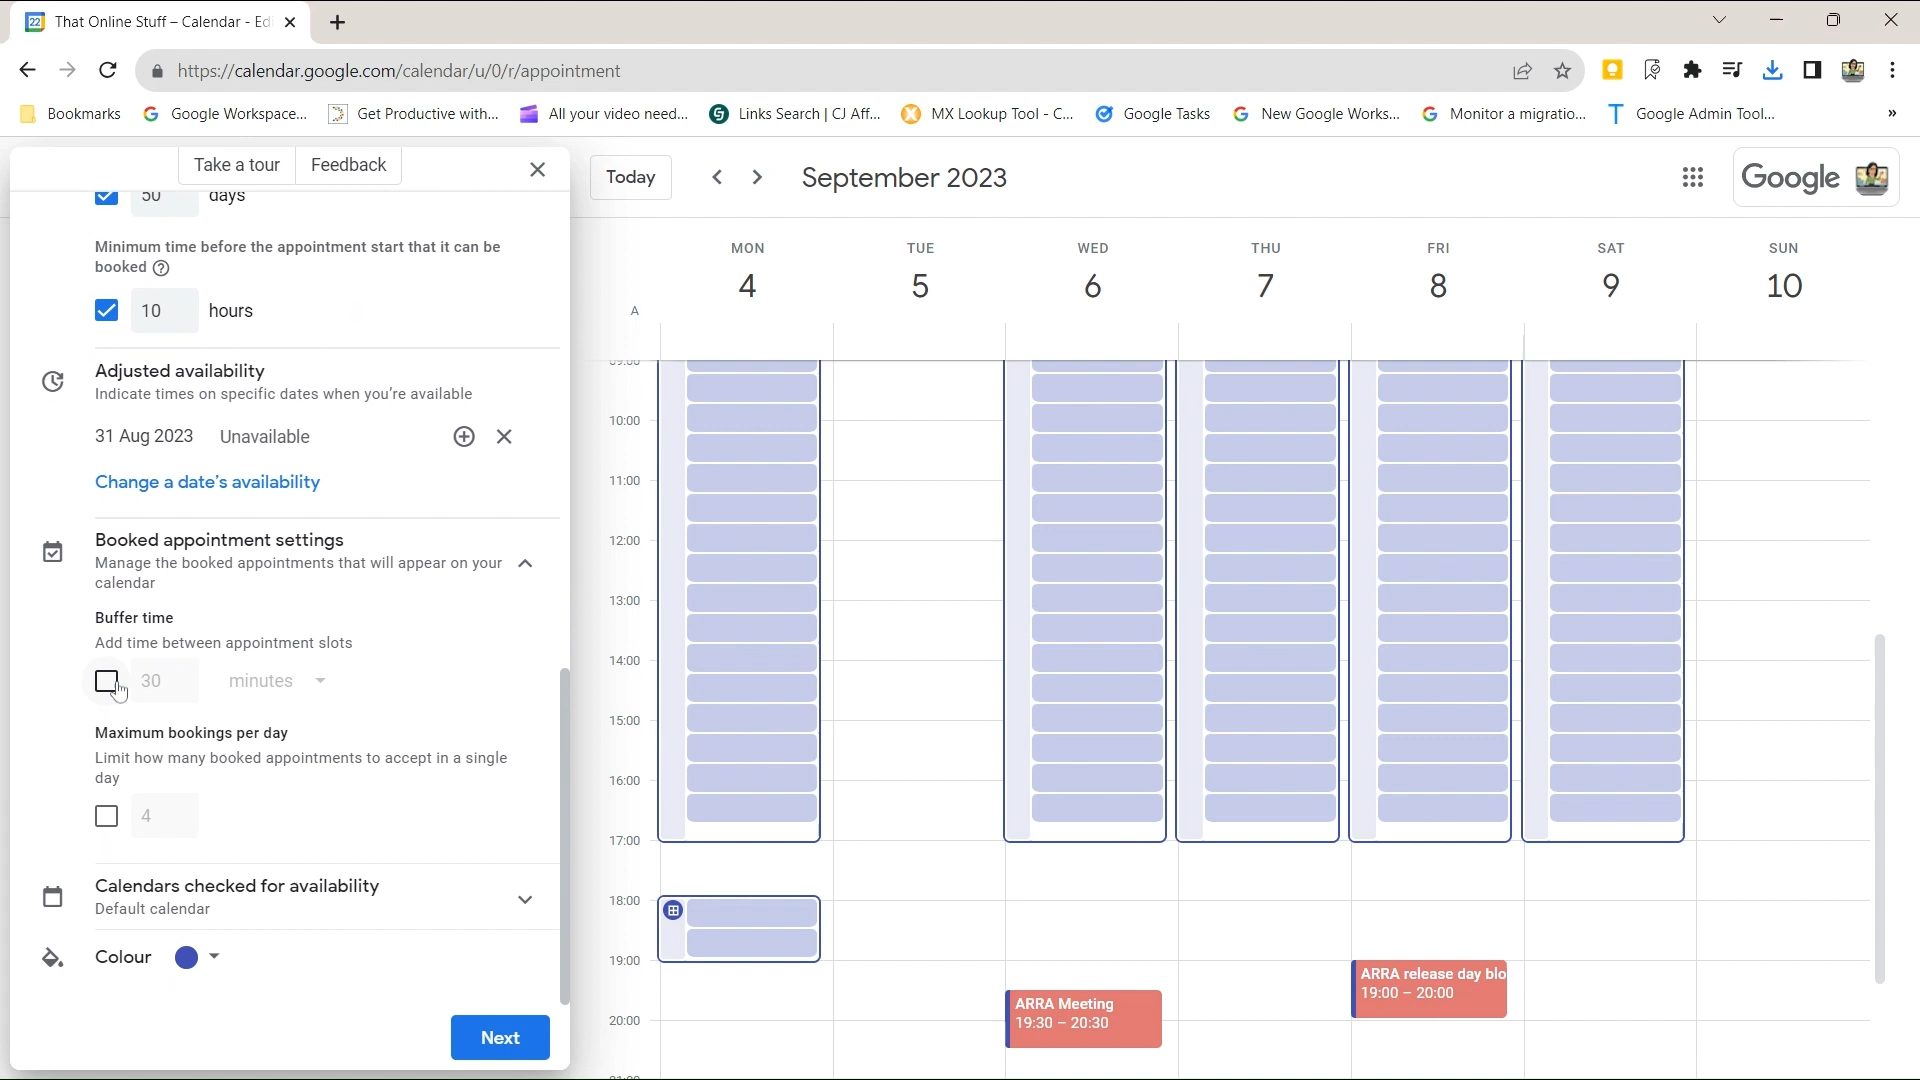 That Online Stuff – Calendar - Ed
https://calendar.google.com/calendar/u/0/r/appointment
Bookmarks
Google Workspace...
Get Productive with...
All your video need...
Links Search | CJ Aff...
MX Lookup Tool - C...
Google Tasks
New Google Works...
Monitor a migratio...
Google Admin Tool...
»
Take a tour
Feedback
Today
September 2023
Google
50 days
Minimum time before the appointment start that it can be
booked
10 hours
Adjusted availability
Indicate times on specific dates when you're available
31 Aug 2023 Unavailable
Change a date's availability
Booked appointment settings
Manage the booked appointments that will appear on your
calendar
Buffer time
Add time between appointment slots
30 minutes
Maximum bookings per day
Limit how many booked appointments to accept in a single
day
4
Calendars checked for availability
Default calendar
Colour
Next
MON TUE WED THU FRI SAT SUN
4 5 6 7 8 9 10
A
09:00
10:00
11:00
12:00
13:00
14:00
15:00
16:00
17:00
18:00
19:00
ARRA release day blo
19:00 – 20:00
ARRA Meeting
19:30 – 20:30
20:00
21:00